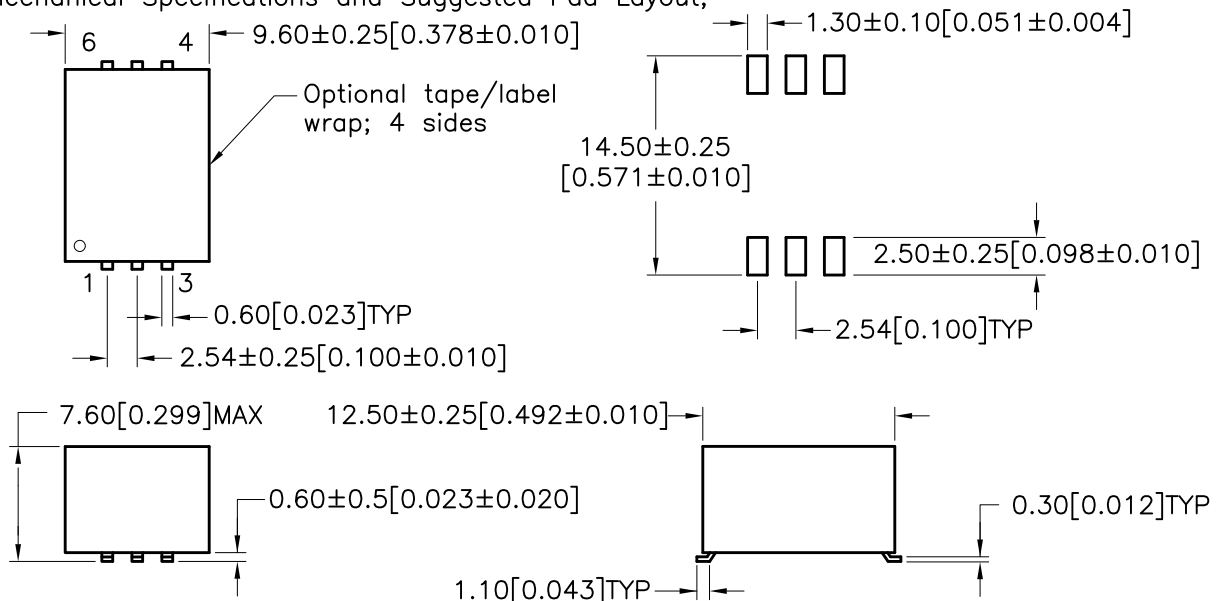 Mechanical Specifications and Suggested Pad Layout;
6 4
9.60±0.25[0.378±0.010]
1.30±0.10[0.051±0.004]
Optional tape/label
wrap; 4 sides
14.50±0.25
[0.571±0.010]
2.50±0.25[0.098±0.010]
1 3
0.60[0.023]TYP
2.54[0.100]TYP
2.54±0.25[0.100±0.010]
7.60[0.299]MAX
12.50±0.25[0.492±0.010]
0.60±0.5[0.023±0.020]
0.30[0.012]TYP
1.10[0.043]TYP